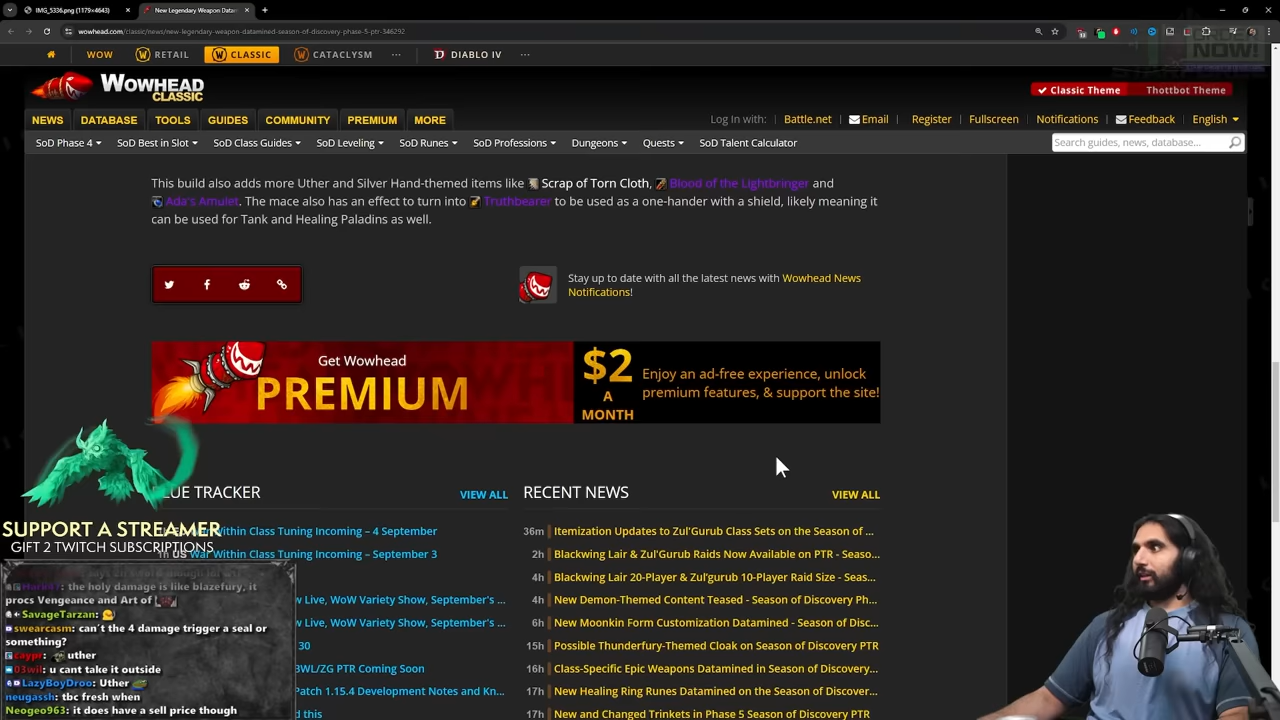 IMG_5336.png (1179×4643)
New Legendary Weapon Datam
wowhead.com/classic/news/new-legendary-weapon-datamined-season-of-discovery-phase-5-ptr-346292
WOW RETAIL CLASSIC CATACLYSM ... DIABLO IV ...
NOW!
WOWHEAD
CLASSIC
Classic Theme Thottbot Theme
NEWS DATABASE TOOLS GUIDES COMMUNITY PREMIUM MORE
Log In with: Battle.net Email Register Fullscreen Notifications Feedback English
SoD Phase 4 SoD Best in Slot SoD Class Guides SoD Leveling SoD Runes SoD Professions Dungeons Quests SoD Talent Calculator
Search guides, news, database...
This build also adds more Uther and Silver Hand-themed items like Scrap of Torn Cloth, Blood of the Lightbringer and
Ada's Amulet. The mace also has an effect to turn into Truthbearer to be used as a one-hander with a shield, likely meaning it
can be used for Tank and Healing Paladins as well.
Stay up to date with all the latest news with Wowhead News
Notifications!
Get Wowhead
PREMIUM
$2
A
MONTH
Enjoy an ad-free experience, unlock
premium features, & support the site!
UE TRACKER VIEW ALL
Within Class Tuning Incoming – 4 September
US War Within Class Tuning Incoming – September 3
w Live, WoW Variety Show, September's ...
w Live, WoW Variety Show, September's ...
30
BWL/ZG PTR Coming Soon
Patch 1.15.4 Development Notes and Kn...
d this
RECENT NEWS VIEW ALL
36m Itemization Updates to Zul'Gurub Class Sets on the Season of ...
2h Blackwing Lair & Zul'Gurub Raids Now Available on PTR - Seaso...
4h Blackwing Lair 20-Player & Zul'gurub 10-Player Raid Size - Seas...
4h New Demon-Themed Content Teased - Season of Discovery Ph...
6h New Moonkin Form Customization Datamined - Season of Disc...
15h Possible Thunderfury-Themed Cloak on Season of Discovery PTR
16h Class-Specific Epic Weapons Datamined in Season of Discovery...
17h New Healing Ring Runes Datamined on the Season of Discover...
17h New and Changed Trinkets in Phase 5 Season of Discovery PTR
SUPPORT A STREAMER
GIFT 2 TWITCH SUBSCRIPTIONS
the holy damage is like blazefury, it
procs Vengeance and Art of
SavageTarzan:
swearcasm: can't the 4 damage trigger a seal or
something?
caypr: uther
03wil: u cant take it outside
LazyBoyDroo: Uther
neugassh: tbc fresh when
Neogeo963: it does have a sell price though